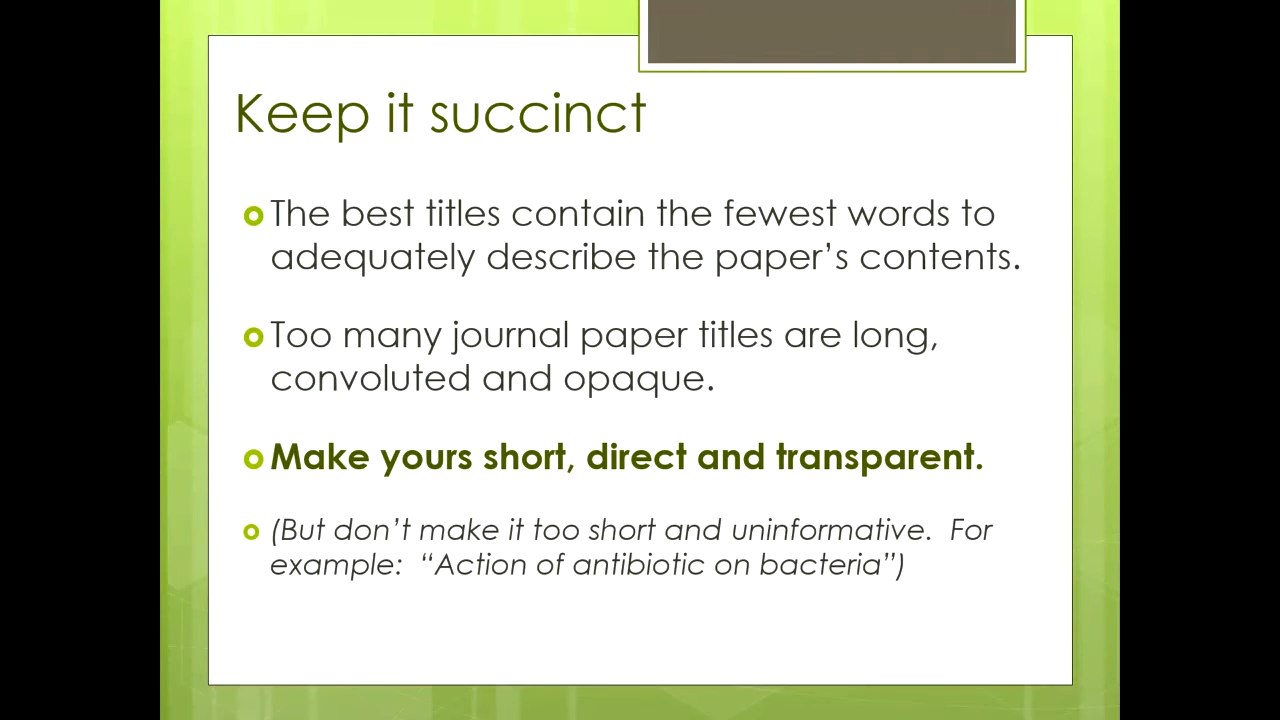 Keep it succinct
The best titles contain the fewest words to
adequately describe the paper’s contents.
Too many journal paper titles are long,
convoluted and opaque.
Make yours short, direct and transparent.
(But don’t make it too short and uninformative.  For
example:  “Action of antibiotic on bacteria”)